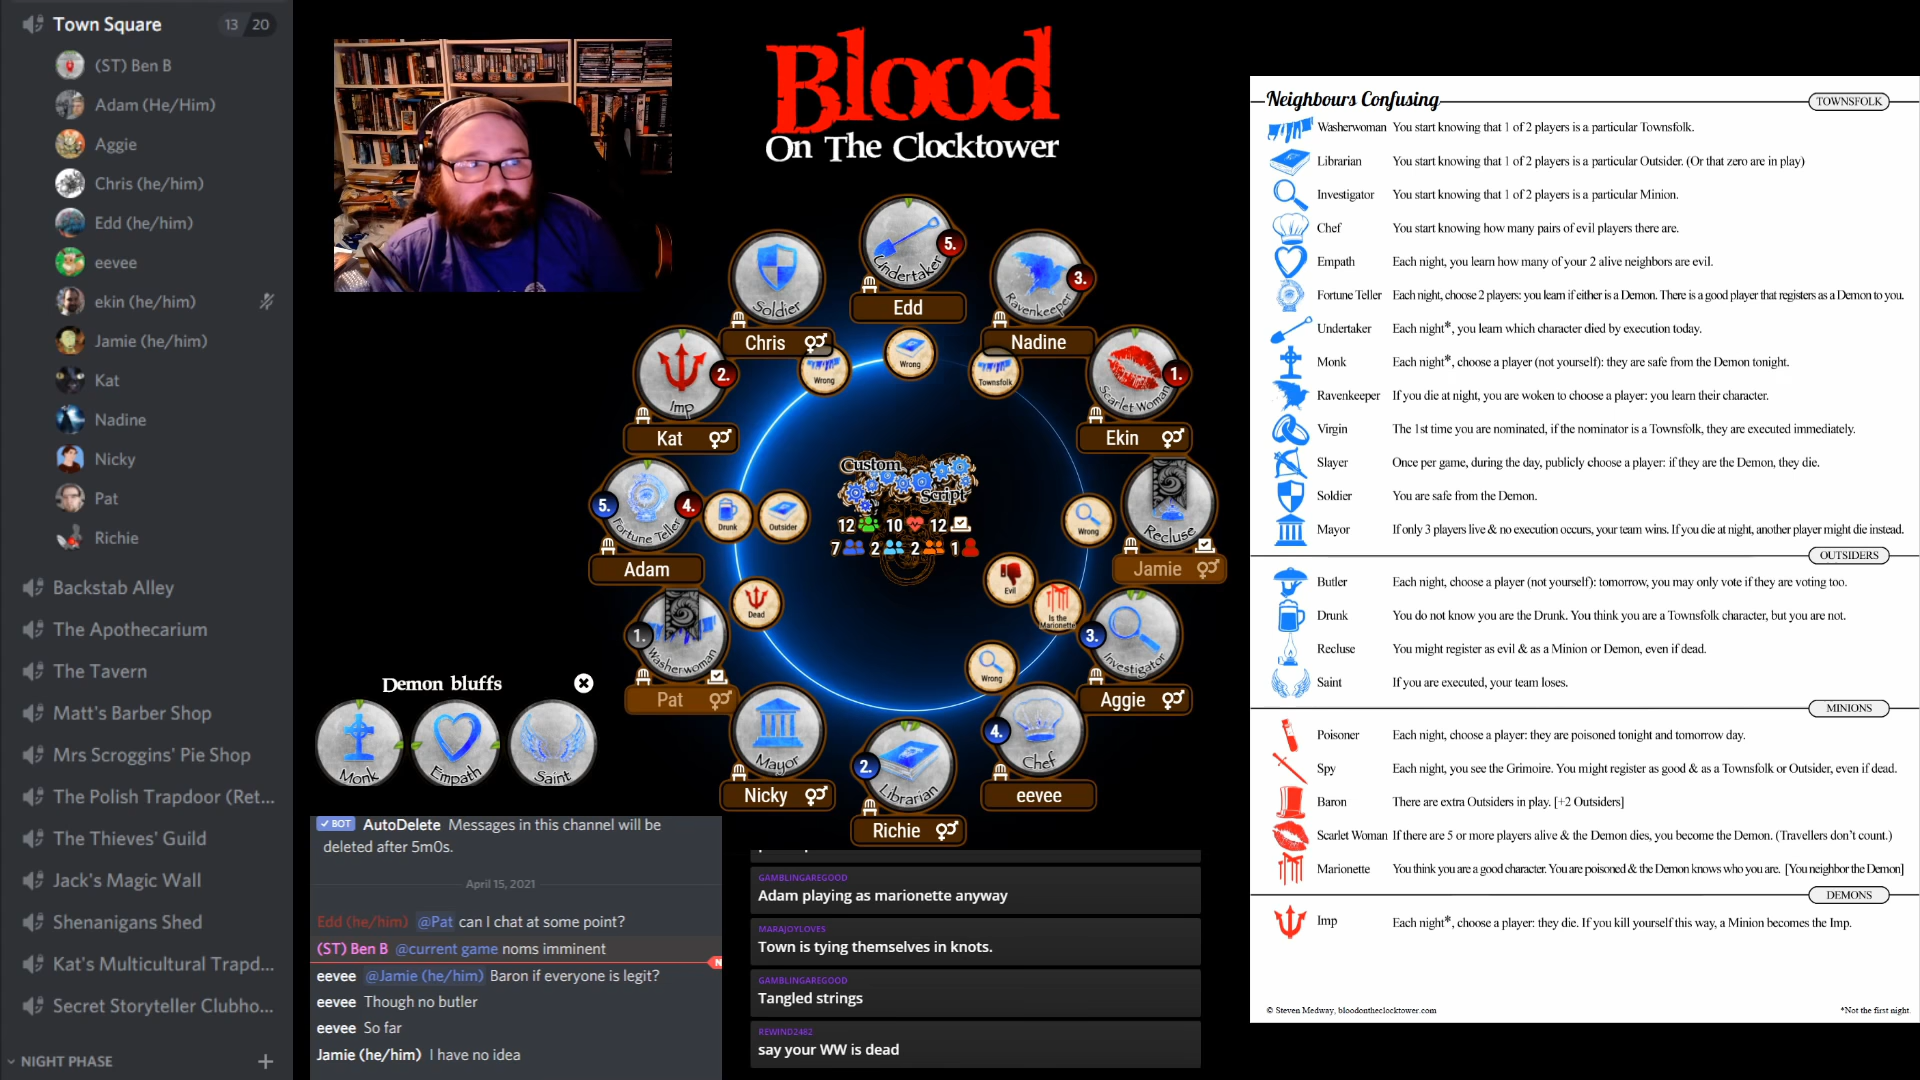 Town Square 13 20
(ST) Ben B
Adam (He/Him)
Aggie
Chris (he/him)
Edd (he/him)
eevee
ekin (he/him)
Jamie (he/him)
Kat
Nadine
Nicky
Pat
Richie
Backstab Alley
The Apothecarium
The Tavern
Matt's Barber Shop
Mrs Scroggins' Pie Shop
The Polish Trapdoor (Ret...
The Thieves' Guild
Jack's Magic Wall
Shenanigans Shed
Kat's Multicultural Trapd...
Secret Storyteller Clubho...
NIGHT PHASE
Blood
On The Clocktower
Undertaker 5.
Edd
Soldier
Chris
Ravenkeeper 3.
Nadine
Imp 2.
Kat
Scarlet Woman 1.
Ekin
Wrong
Wrong
Townsfolk
5. Fortune Teller 4.
Adam
Drunk
Outsider
Custom
Script
12 10 12
7 2 2 1
Wrong
Recluse
Jamie
Dead
1. Washerwoman
Pat
Evil
Is the
Marionette
3. Investigator
Aggie
Wrong
Mayor
Nicky
2. Librarian
Richie
4. Chef
eevee
Demon bluffs
Monk
Empath
Saint
BOT AutoDelete Messages in this channel will be
deleted after 5m0s.
April 15, 2021
Edd (he/him) @Pat can I chat at some point?
(ST) Ben B @current game noms imminent
eevee @Jamie (he/him) Baron if everyone is legit?
eevee Though no butler
eevee So far
Jamie (he/him) I have no idea
GAMBLINGAREGOOD
Adam playing as marionette anyway
MARAJOYLOVES
Town is tying themselves in knots.
GAMBLINGAREGOOD
Tangled strings
REWIND2462
say your WW is dead
Neighbours Confusing
TOWNSFOLK
Washerwoman You start knowing that 1 of 2 players is a particular Townsfolk.
Librarian You start knowing that 1 of 2 players is a particular Outsider. (Or that zero are in play)
Investigator You start knowing that 1 of 2 players is a particular Minion.
Chef You start knowing how many pairs of evil players there are.
Empath Each night, you learn how many of your 2 alive neighbors are evil.
Fortune Teller Each night, choose 2 players: you learn if either is a Demon. There is a good player that registers as a Demon to you.
Undertaker Each night*, you learn which character died by execution today.
Monk Each night*, choose a player (not yourself): they are safe from the Demon tonight.
Ravenkeeper If you die at night, you are woken to choose a player: you learn their character.
Virgin The 1st time you are nominated, if the nominator is a Townsfolk, they are executed immediately.
Slayer Once per game, during the day, publicly choose a player: if they are the Demon, they die.
Soldier You are safe from the Demon.
Mayor If only 3 players live & no execution occurs, your team wins. If you die at night, another player might die instead.
OUTSIDERS
Butler Each night, choose a player (not yourself): tomorrow, you may only vote if they are voting too.
Drunk You do not know you are the Drunk. You think you are a Townsfolk character, but you are not.
Recluse You might register as evil & as a Minion or Demon, even if dead.
Saint If you are executed, your team loses.
MINIONS
Poisoner Each night, choose a player: they are poisoned tonight and tomorrow day.
Spy Each night, you see the Grimoire. You might register as good & as a Townsfolk or Outsider, even if dead.
Baron There are extra Outsiders in play. [+2 Outsiders]
Scarlet Woman If there are 5 or more players alive & the Demon dies, you become the Demon. (Travellers don't count.)
Marionette You think you are a good character. You are poisoned & the Demon knows who you are. [You neighbor the Demon]
DEMONS
Imp Each night*, choose a player: they die. If you kill yourself this way, a Minion becomes the Imp.
© Steven Medway, bloodontheclocktower.com
*Not the first night.